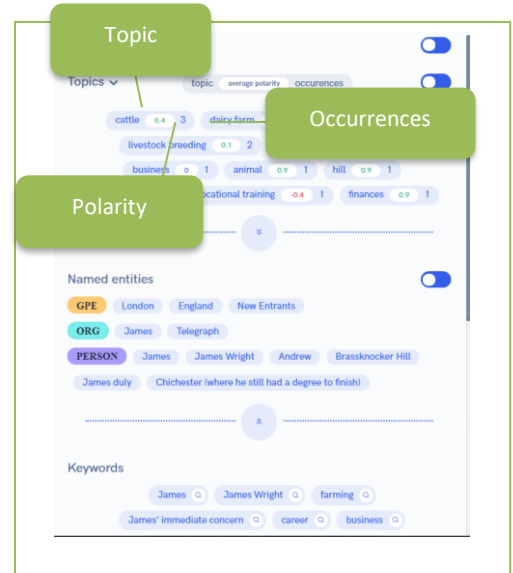 Topic
Topics
topic average polarity occurences
Occurrences
cattle 0.4 3 dairy farm
livestock breeding 0.1 2
business 0 1 animal 0.9 1 hill 0.9 1
Polarity
ocational training -0.4 1 finances 0.9 1
Named entities
GPE London England New Entrants
ORG James Telegraph
PERSON James James Wright Andrew Brassknocker Hill
James duly Chichester (where he still had a degree to finish)
Keywords
James James Wright farming
James' immediate concern career business